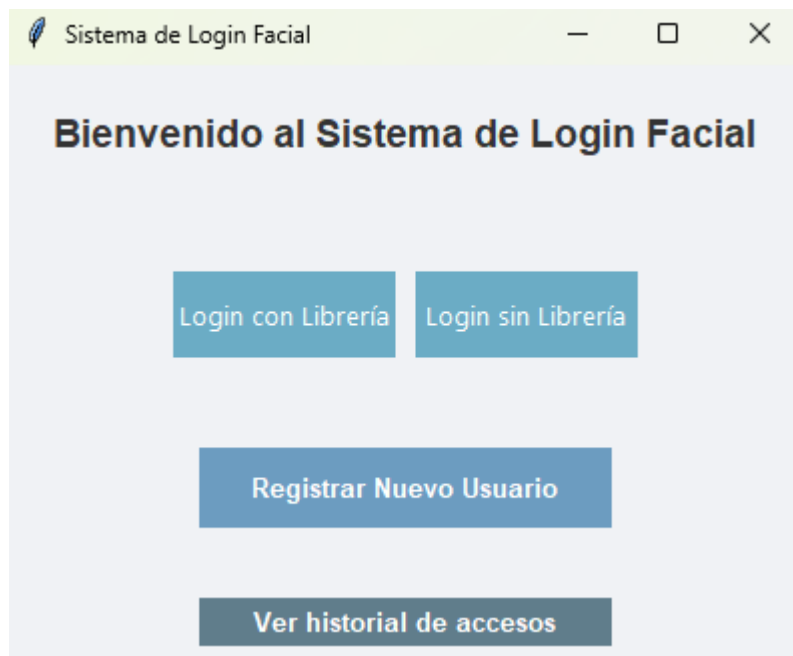 Sistema de Login Facial
Bienvenido al Sistema de Login Facial
Login con Librería
Login sin Librería
Registrar Nuevo Usuario
Ver historial de accesos